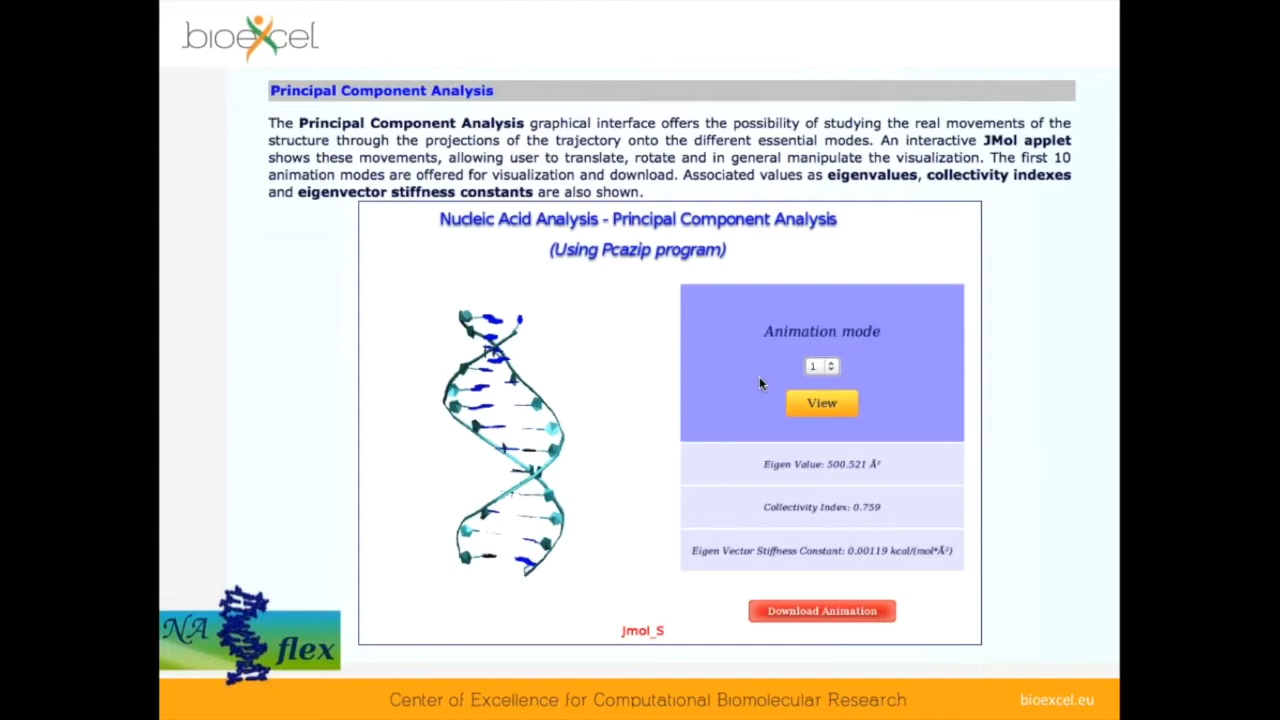 bioexcel
Principal Component Analysis
The Principal Component Analysis graphical interface offers the possibility of studying the real movements of the
structure through the projections of the trajectory onto the different essential modes. An interactive JMol applet
shows these movements, allowing user to translate, rotate and in general manipulate the visualization. The first 10
animation modes are offered for visualization and download. Associated values as eigenvalues, collectivity indexes
and eigenvector stiffness constants are also shown.
Nucleic Acid Analysis - Principal Component Analysis
(Using Pcazip program)
Animation mode
1
View
Eigen Value: 500.521 Å²
Collectivity Index: 0.759
Eigen Vector Stiffness Constant: 0.00119 kcal/(mol*Å²)
Download Animation
Jmol_S
NA
flex
Center of Excellence for Computational Biomolecular Research
bioexcel.eu